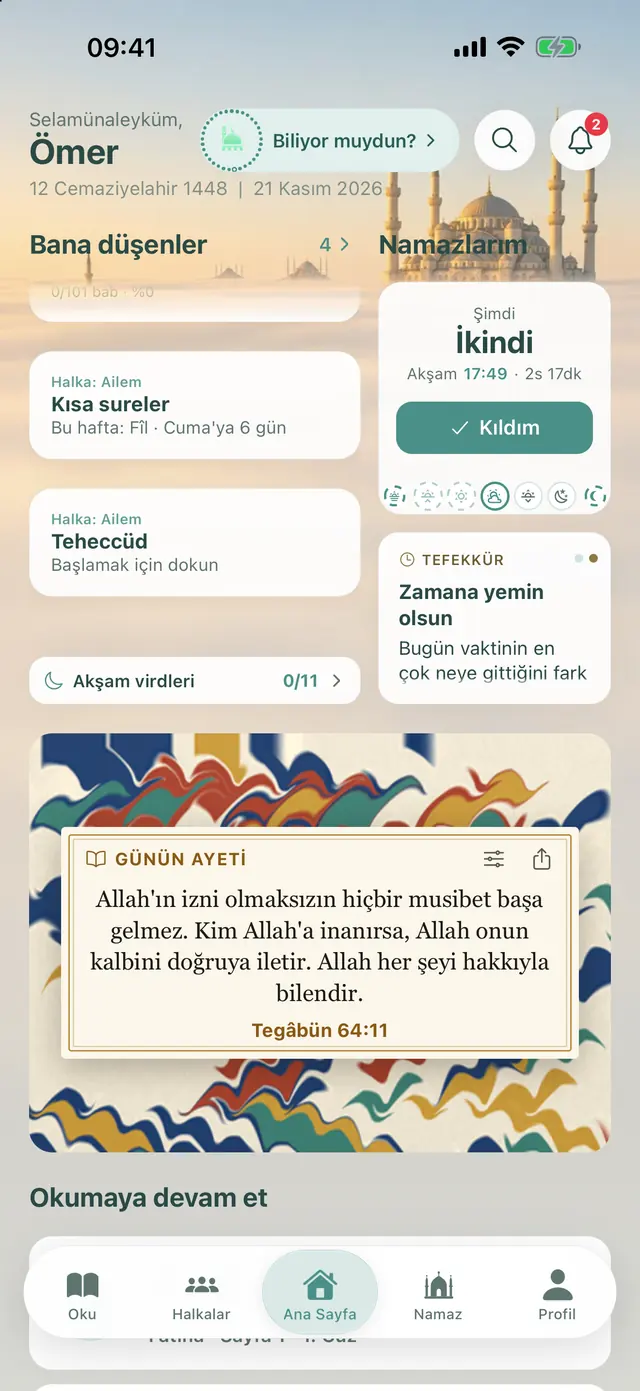 09:41
Selamünaleyküm,
Ömer
Biliyor muydun?
2
12 Cemaziyelahir 1448 | 21 Kasım 2026
Bana düşenler
4
0/101 bab · %0
Halka: Ailem
Kısa sureler
Bu hafta: Fîl · Cuma'ya 6 gün
Halka: Ailem
Teheccüd
Başlamak için dokun
Akşam virdleri
0/11
Namazlarım
Şimdi
İkindi
Akşam 17:49 · 2s 17dk
Kıldım
TEFEKKÜR
Zamana yemin
olsun
Bugün vaktinin en
çok neye gittiğini fark
GÜNÜN AYETİ
Allah'ın izni olmaksızın hiçbir musibet başa
gelmez. Kim Allah'a inanırsa, Allah onun
kalbini doğruya iletir. Allah her şeyi hakkıyla
bilendir.
Tegâbün 64:11
Okumaya devam et
Oku
Halkalar
Ana Sayfa
Namaz
Profil